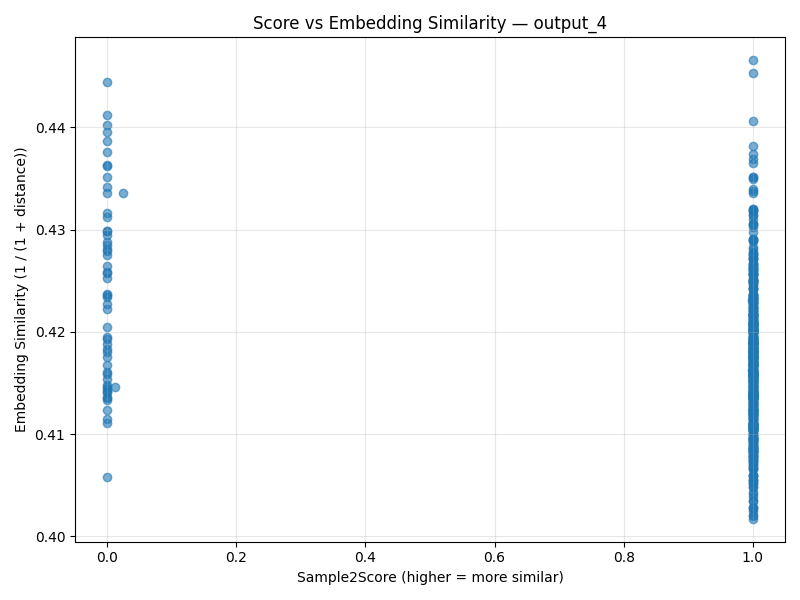 Score vs Embedding Similarity — output_4
Embedding Similarity (1 / (1 + distance))
0.44
0.43
0.42
0.41
0.40
0.0 0.2 0.4 0.6 0.8 1.0
Sample2Score (higher = more similar)